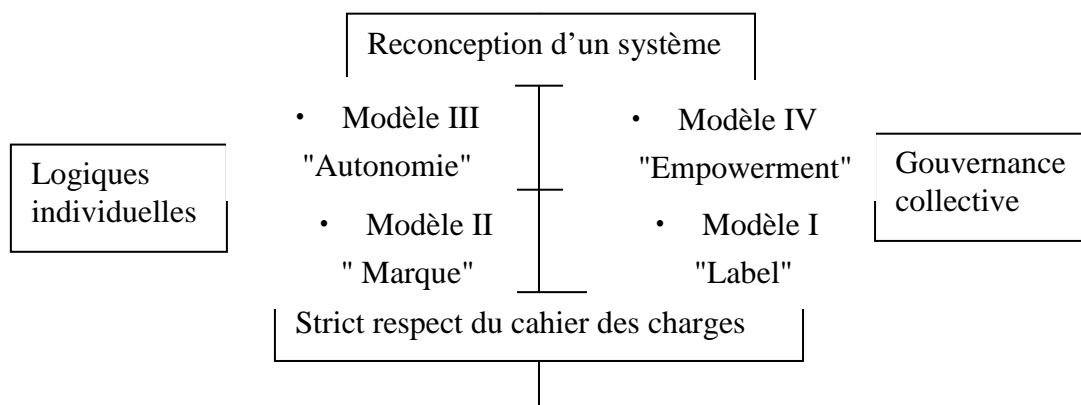 Reconception d’un système
• Modèle III
"Autonomie"
• Modèle IV
"Empowerment"
Logiques
individuelles
Gouvernance
collective
• Modèle II
" Marque"
• Modèle I
"Label"
Strict respect du cahier des charges